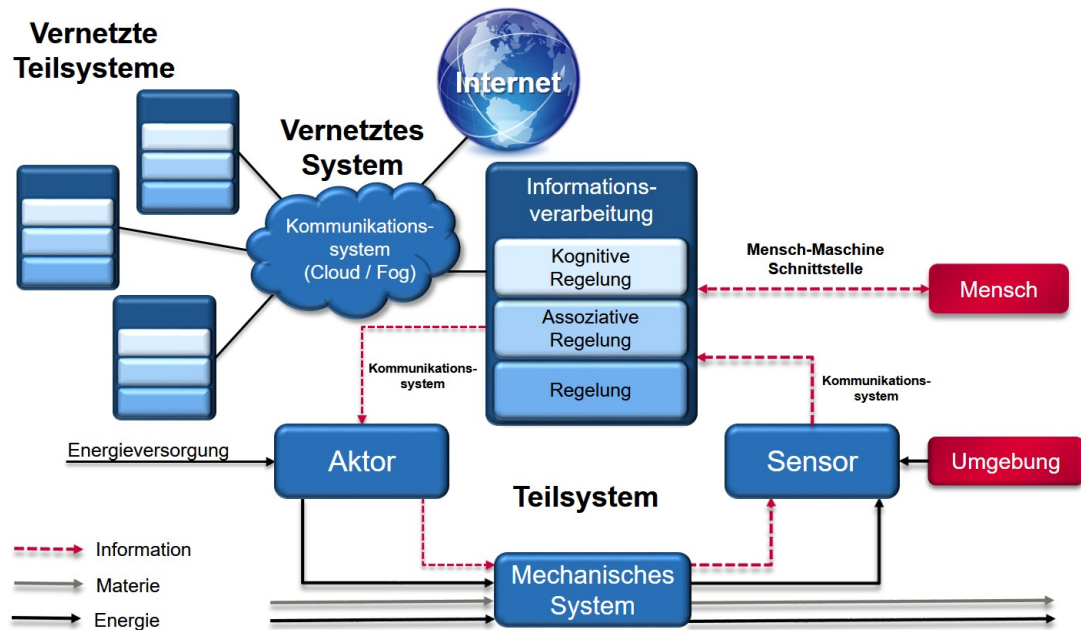 Vernetzte
Teilsysteme
Internet
Vernetztes
System
Kommunikations-
system
(Cloud / Fog)
Informations-
verarbeitung
Kognitive
Regelung
Assoziative
Regelung
Regelung
Mensch-Maschine
Schnittstelle
Mensch
Kommunikations-
system
Kommunikations-
system
Energieversorgung
Aktor
Sensor
Umgebung
Teilsystem
Mechanisches
System
Information
Materie
Energie